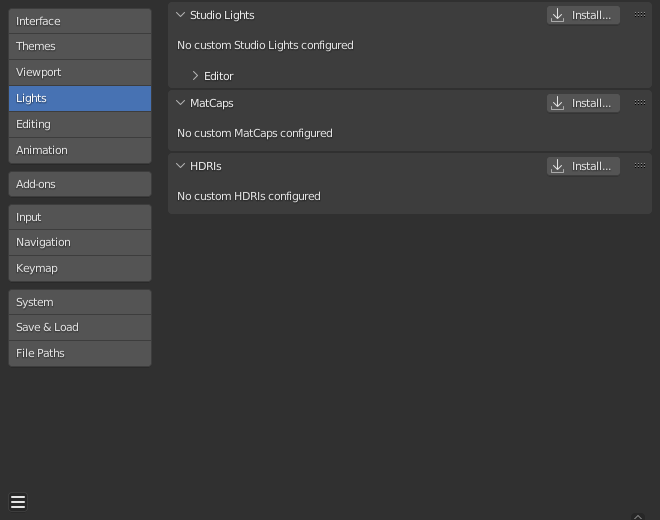 Interface
Themes
Viewport
Lights
Editing
Animation
Add-ons
Input
Navigation
Keymap
System
Save & Load
File Paths
Studio Lights
Install...
No custom Studio Lights configured
Editor
MatCaps
Install...
No custom MatCaps configured
HDRIs
Install...
No custom HDRIs configured